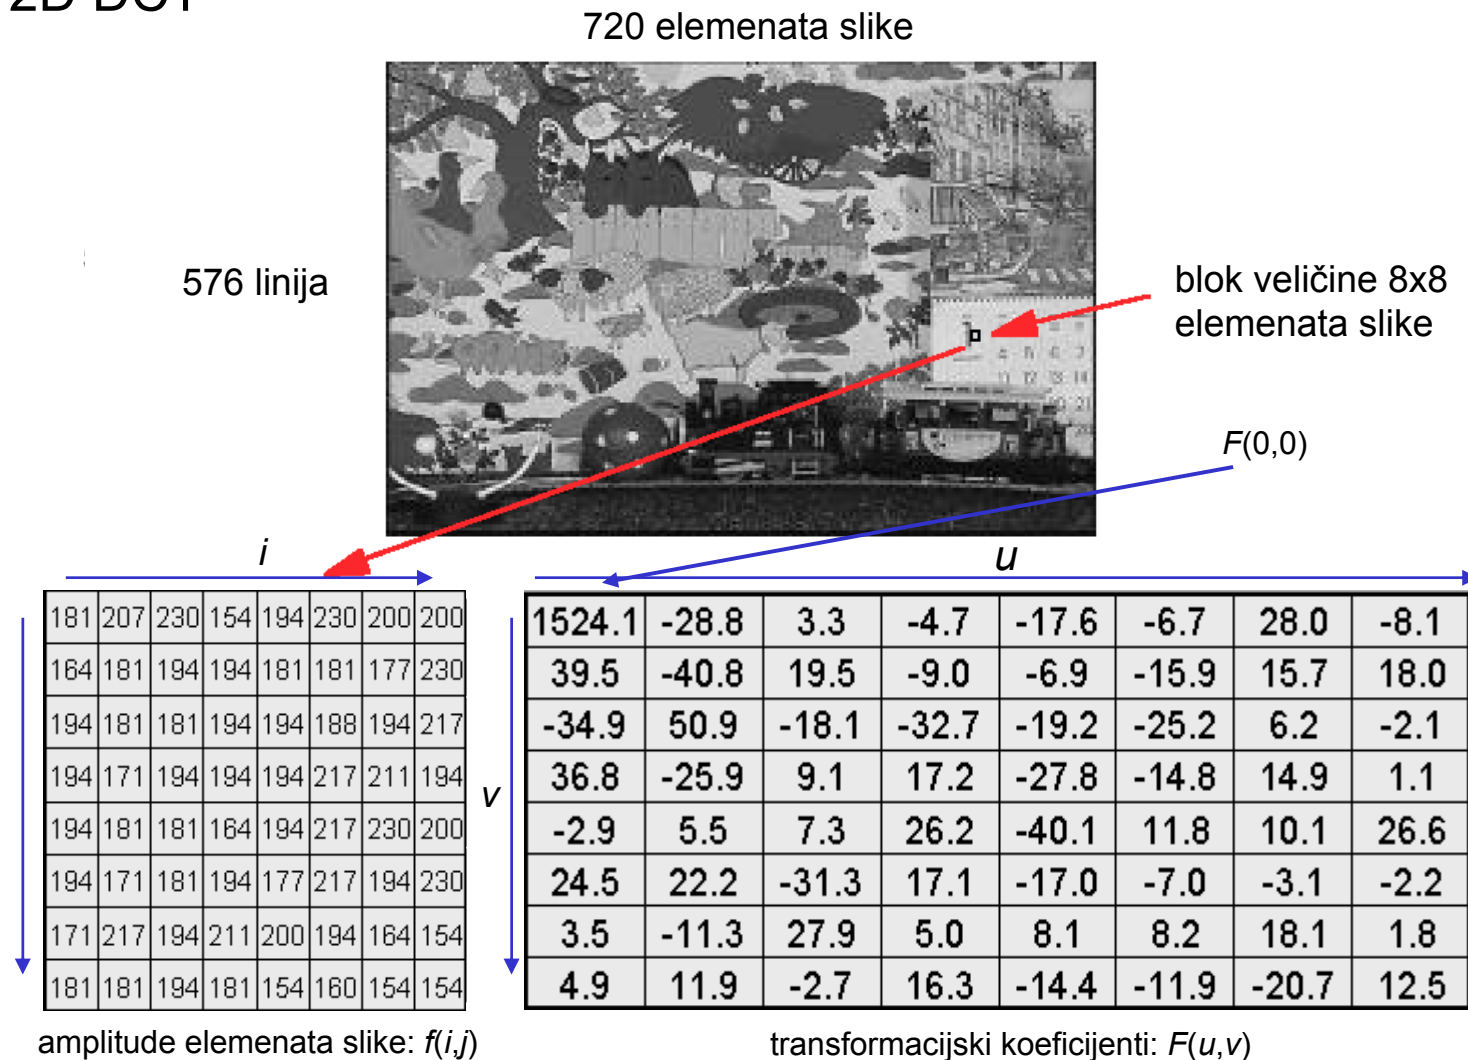 2D DCT
720 elemenata slike
576 linija
blok veličine 8x8
elemenata slike
F(0,0)
i
u
181 207 230 154 194 230 200 200
164 181 194 194 181 181 177 230
194 181 181 194 194 188 194 217
194 171 194 194 194 217 211 194
194 181 181 164 194 217 230 200
194 171 181 194 177 217 194 230
171 217 194 211 200 194 164 154
181 181 194 181 154 160 154 154
v
1524.1 -28.8 3.3 -4.7 -17.6 -6.7 28.0 -8.1
39.5 -40.8 19.5 -9.0 -6.9 -15.9 15.7 18.0
-34.9 50.9 -18.1 -32.7 -19.2 -25.2 6.2 -2.1
36.8 -25.9 9.1 17.2 -27.8 -14.8 14.9 1.1
-2.9 5.5 7.3 26.2 -40.1 11.8 10.1 26.6
24.5 22.2 -31.3 17.1 -17.0 -7.0 -3.1 -2.2
3.5 -11.3 27.9 5.0 8.1 8.2 18.1 1.8
4.9 11.9 -2.7 16.3 -14.4 -11.9 -20.7 12.5
amplitude elemenata slike: f(i,j)
transformacijski koeficijenti: F(u,v)